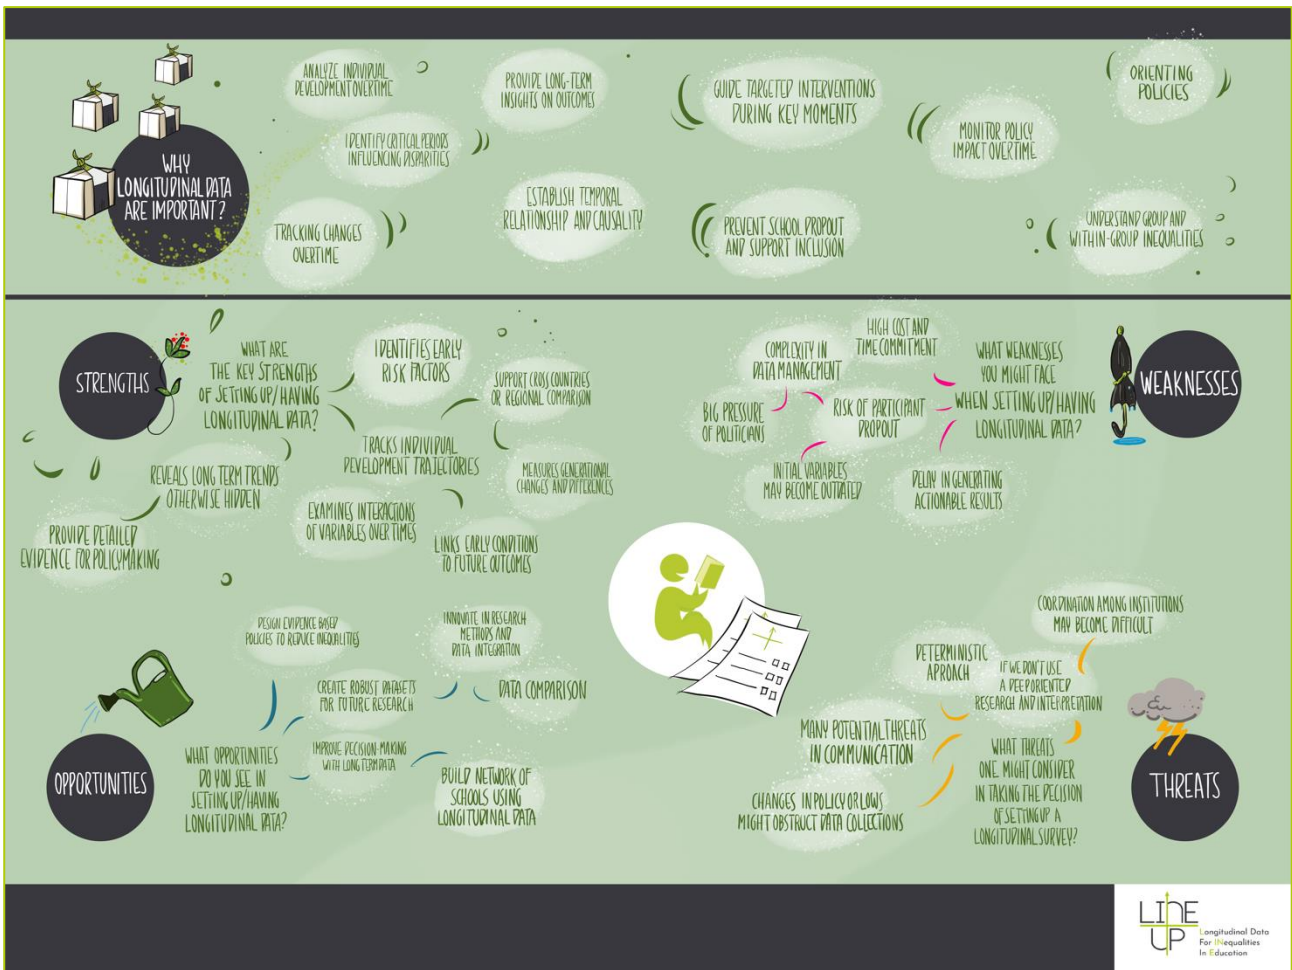 WHY
LONGITUDINAL DATA
ARE IMPORTANT?
ANALYZE INDIVIDUAL
DEVELOPMENT OVERTIME
IDENTIFY CRITICAL PERIODS
INFLUENCING DISPARITIES
TRACKING CHANGES
OVERTIME
PROVIDE LONG-TERM
INSIGHTS ON OUTCOMES
ESTABLISH TEMPORAL
RELATIONSHIP AND CAUSALITY
GUIDE TARGETED INTERVENTIONS
DURING KEY MOMENTS
PREVENT SCHOOL DROPOUT
AND SUPPORT INCLUSION
MONITOR POLICY
IMPACT OVERTIME
ORIENTING
POLICIES
UNDERSTAND GROUP AND
WITHIN-GROUP INEQUALITIES
STRENGTHS
WHAT ARE
THE KEY STRENGTHS
OF SETTING UP/HAVING
LONGITUDINAL DATA?
IDENTIFIES EARLY
RISK FACTORS
SUPPORT CROSS COUNTRIES
OR REGIONAL COMPARISON
TRACKS INDIVIDUAL
DEVELOPMENT TRAJECTORIES
MEASURES GENERATIONAL
CHANGES AND DIFFERENCES
REVEALS LONG TERM TRENDS
OTHERWISE HIDDEN
EXAMINES INTERACTIONS
OF VARIABLES OVER TIMES
LINKS EARLY CONDITIONS
TO FUTURE OUTCOMES
PROVIDE DETAILED
EVIDENCE FOR POLICYMAKING
WEAKNESSES
WHAT WEAKNESSES
YOU MIGHT FACE
WHEN SETTING UP/HAVING
LONGITUDINAL DATA?
HIGH COST AND
TIME COMMITMENT
COMPLEXITY IN
DATA MANAGEMENT
BIG PRESSURE
OF POLITICIANS
RISK OF PARTICIPANT
DROPOUT
INITIAL VARIABLES
MAY BECOME OUTDATED
DELAY IN GENERATING
ACTIONABLE RESULTS
OPPORTUNITIES
WHAT OPPORTUNITIES
DO YOU SEE IN
SETTING UP/HAVING
LONGITUDINAL DATA?
DESIGN EVIDENCE BASED
POLICIES TO REDUCE INEQUALITIES
INNOVATE IN RESEARCH
METHODS AND
DATA INTEGRATION
CREATE ROBUST DATASETS
FOR FUTURE RESEARCH
DATA COMPARISON
IMPROVE DECISION-MAKING
WITH LONG TERM DATA
BUILD NETWORK OF
SCHOOLS USING
LONGITUDINAL DATA
THREATS
WHAT THREATS
ONE MIGHT CONSIDER
IN TAKING THE DECISION
OF SETTING UP A
LONGITUDINAL SURVEY?
COORDINATION AMONG INSTITUTIONS
MAY BECOME DIFFICULT
DETERMINISTIC
APROACH
IF WE DON'T USE
A DEEP ORIENTED
RESEARCH AND INTERPRETATION
MANY POTENTIAL THREATS
IN COMMUNICATION
CHANGES IN POLICY OR LOWS
MIGHT OBSTRUCT DATA COLLECTIONS
LINE
UP
Longitudinal Data
For INequalities
In Education